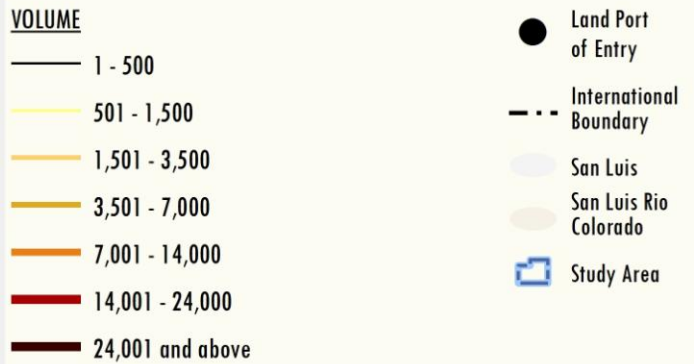 VOLUME
1 - 500
501 - 1,500
1,501 - 3,500
3,501 - 7,000
7,001 - 14,000
14,001 - 24,000
24,001 and above
Land Port
of Entry
International
Boundary
San Luis
San Luis Rio
Colorado
Study Area